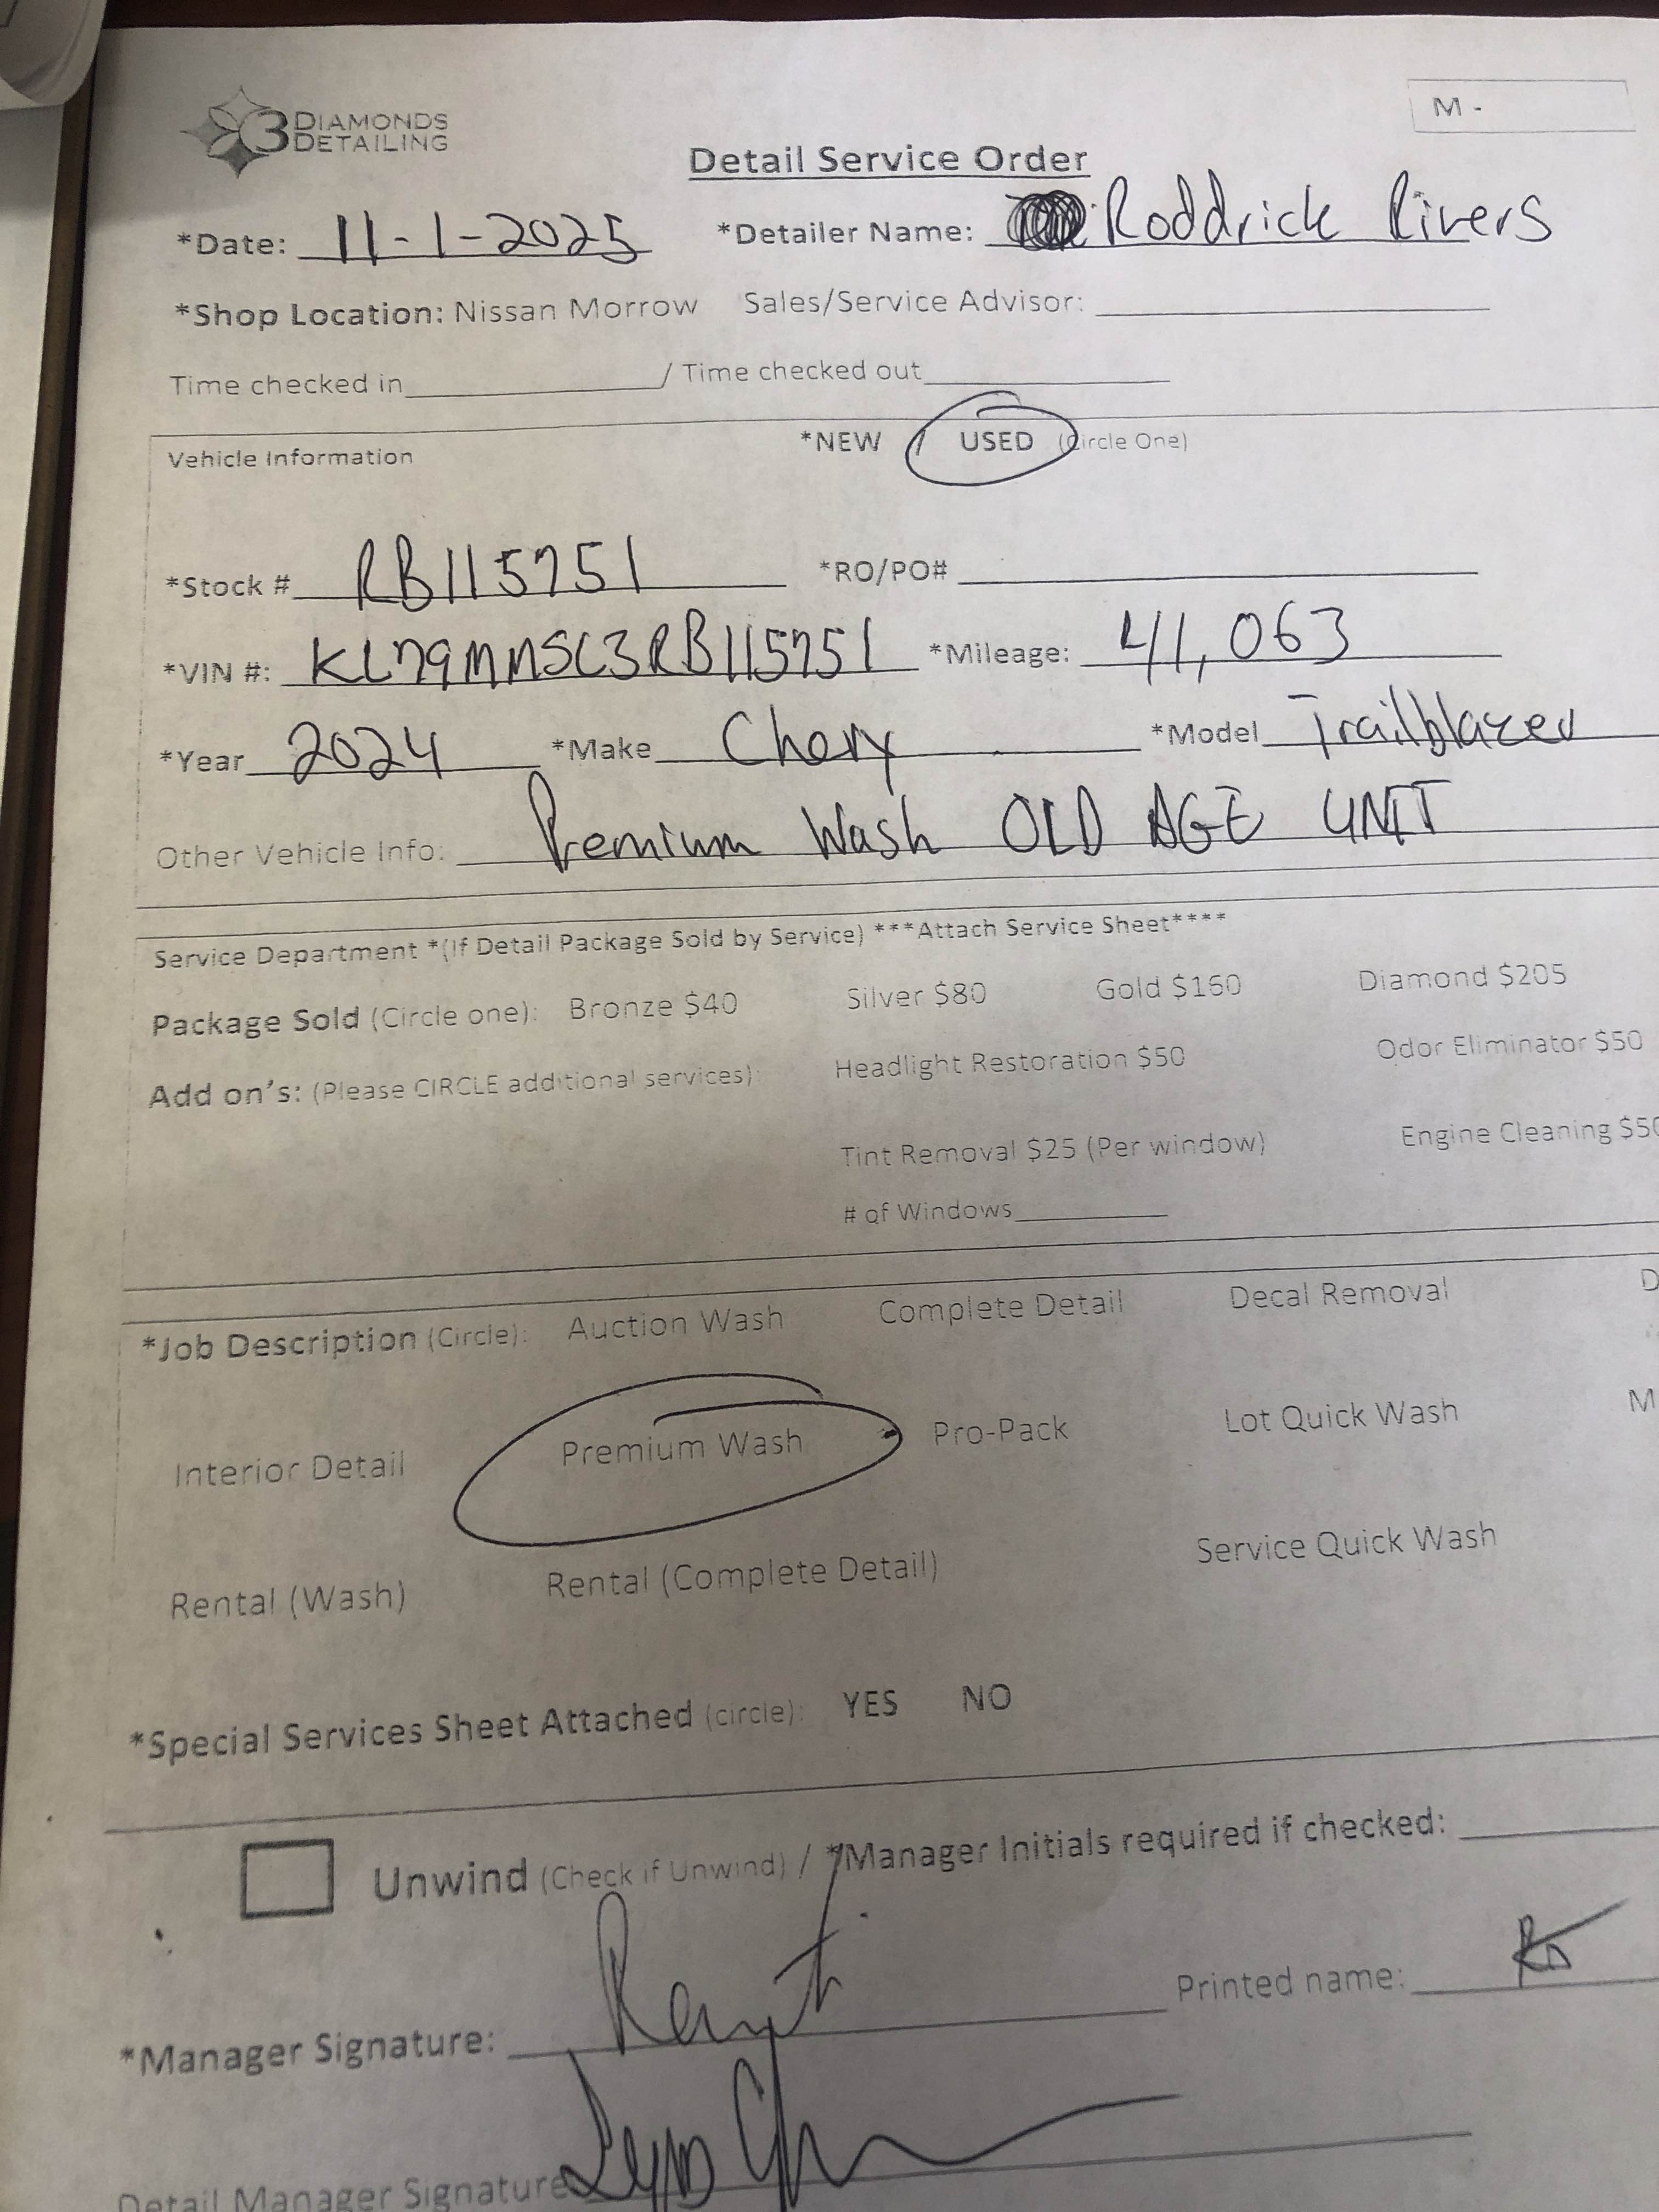 3 DIAMONDS DETAILING
M -
Detail Service Order
*Date: 11-1-2025 *Detailer Name: Roddrick Rivers
*Shop Location: Nissan Morrow Sales/Service Advisor:
Time checked in / Time checked out
Vehicle Information *NEW / USED (Circle One)
*Stock # RB115751 *RO/PO#
*VIN #: KL79MMSL3RB115751 *Mileage: 41,063
*Year 2024 *Make Chevy *Model Trailblazer
Other Vehicle Info: Premium Wash OLD AGE UNIT
Service Department *(If Detail Package Sold by Service) ***Attach Service Sheet****
Package Sold (Circle one): Bronze $40 Silver $80 Gold $160 Diamond $205
Add on's: (Please CIRCLE additional services): Headlight Restoration $50 Odor Eliminator $50
Tint Removal $25 (Per window) Engine Cleaning $50
# of Windows
*Job Description (Circle): Auction Wash Complete Detail Decal Removal D
Interior Detail Premium Wash Pro-Pack Lot Quick Wash M
Rental (Wash) Rental (Complete Detail) Service Quick Wash
*Special Services Sheet Attached (circle): YES NO
Unwind (Check if Unwind) / *Manager Initials required if checked:
*Manager Signature: Printed name:
Detail Manager Signature